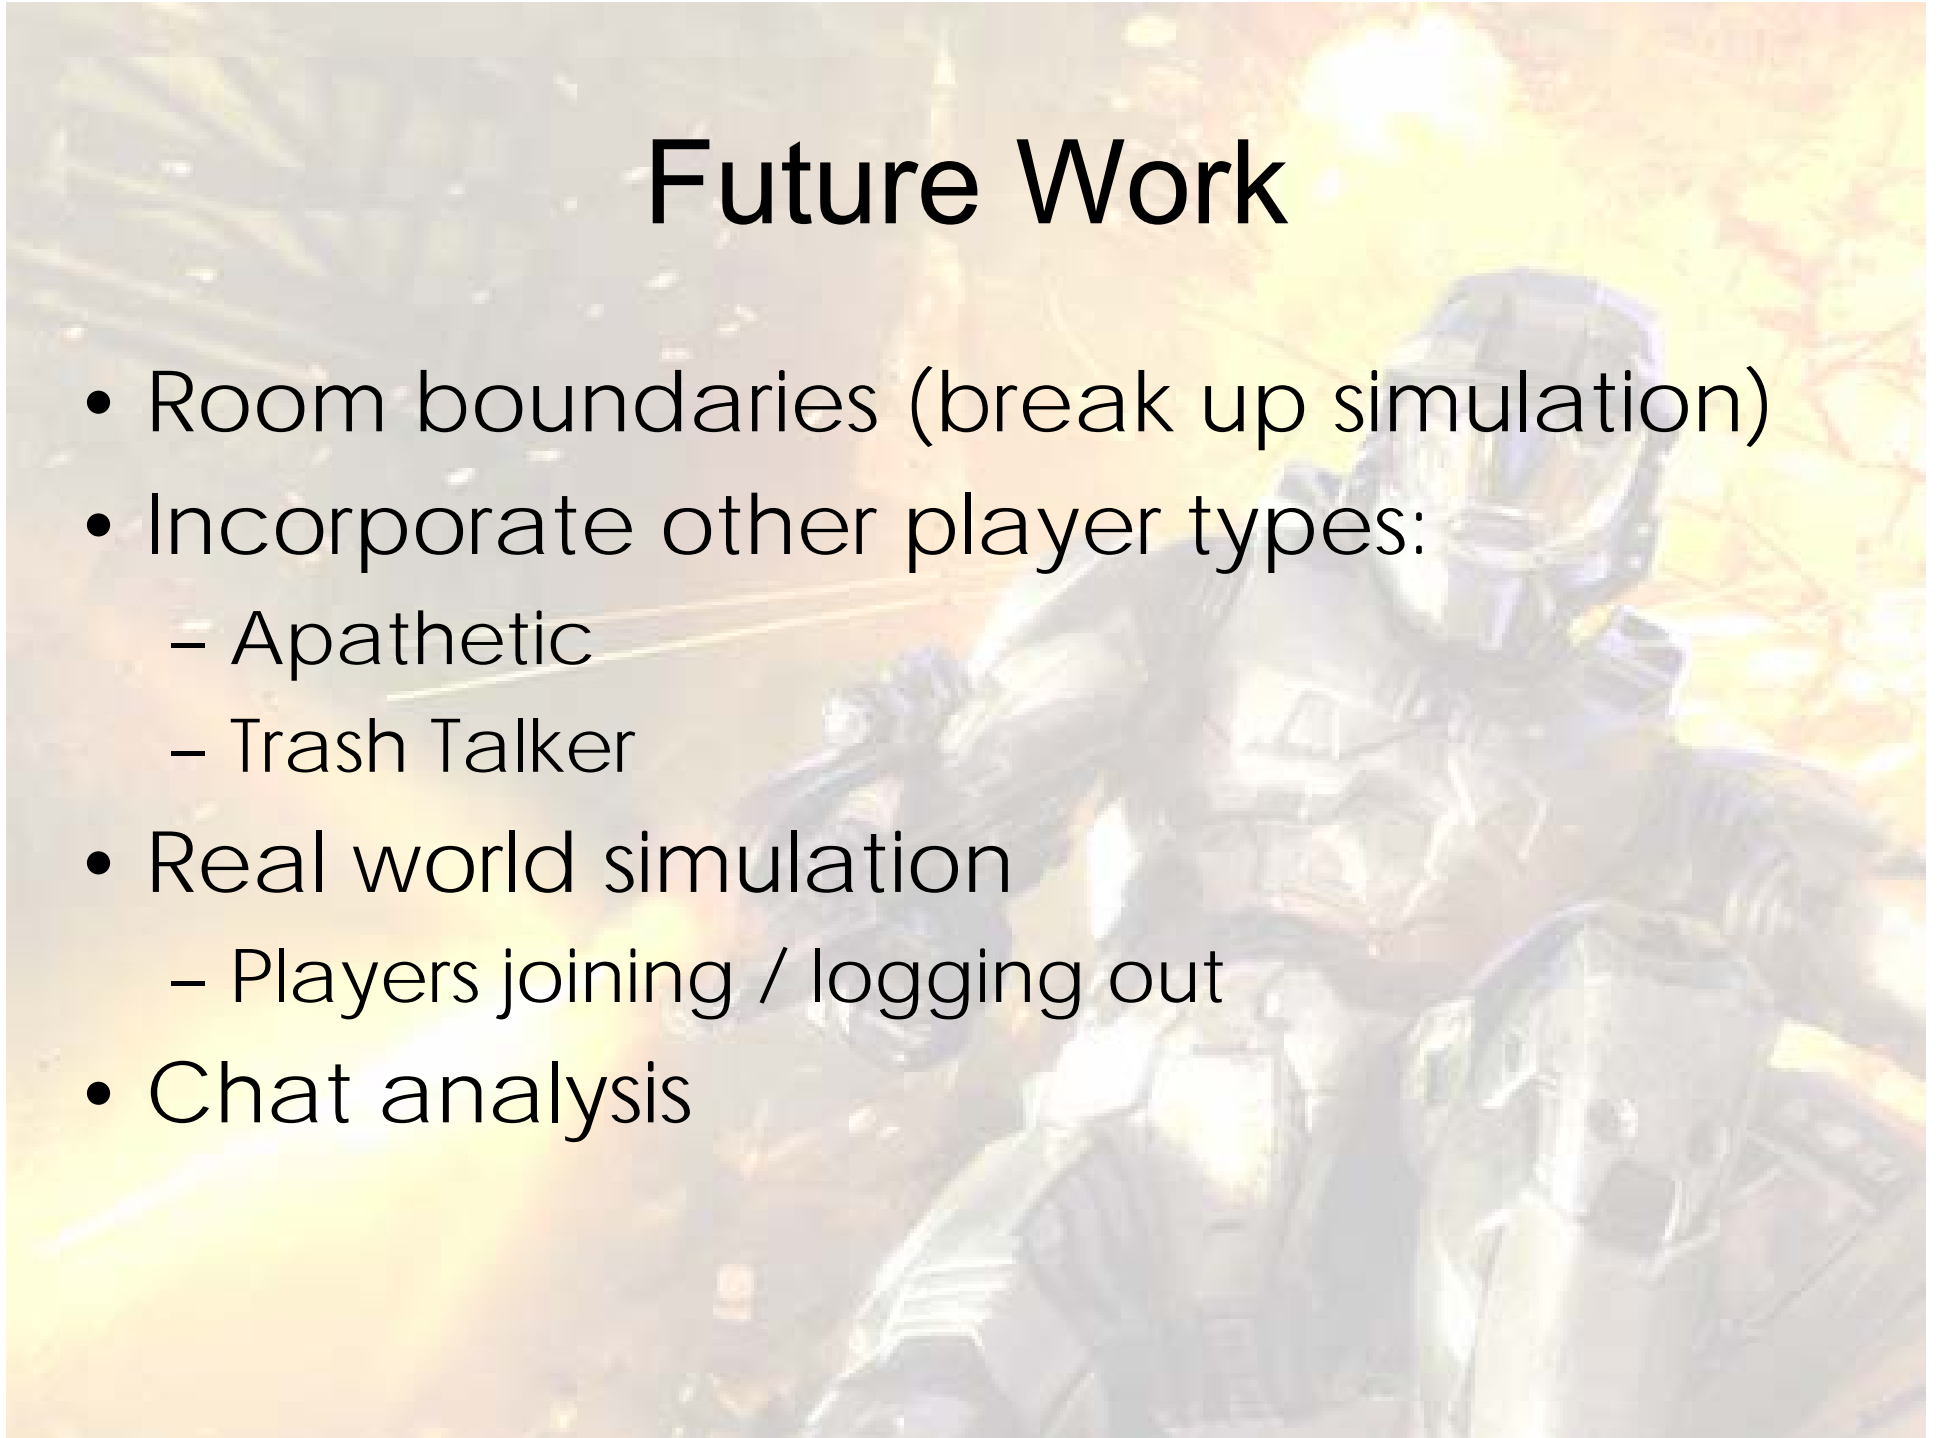 Future Work
• Room boundaries (break up simulation)
• Incorporate other player types:
– Apathetic
– Trash Talker
• Real world simulation
– Players joining / logging out
• Chat analysis